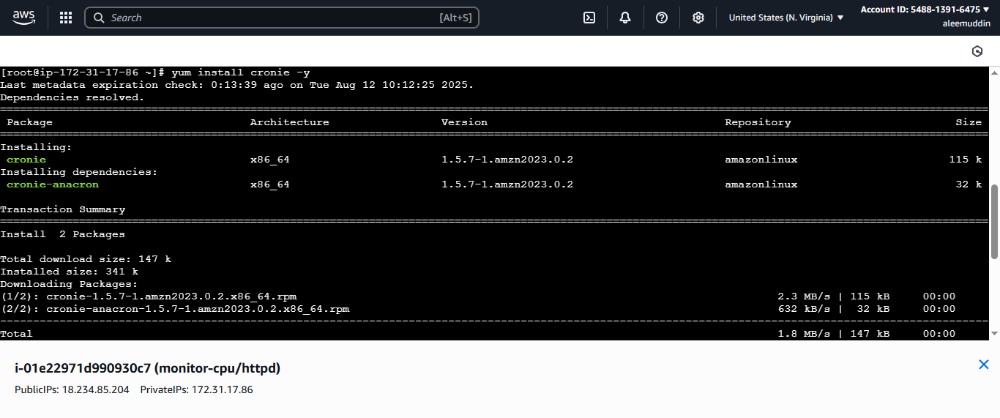 aws
Search [Alt+S]
United States (N. Virginia)
Account ID: 5488-1391-6475
aleemuddin
[root@ip-172-31-17-86 ~]# yum install cronie -y
Last metadata expiration check: 0:13:39 ago on Tue Aug 12 10:12:25 2025.
Dependencies resolved.
Package Architecture Version Repository Size
Installing:
cronie x86_64 1.5.7-1.amzn2023.0.2 amazonlinux 115 k
Installing dependencies:
cronie-anacron x86_64 1.5.7-1.amzn2023.0.2 amazonlinux 32 k
Transaction Summary
Install 2 Packages
Total download size: 147 k
Installed size: 341 k
Downloading Packages:
(1/2): cronie-1.5.7-1.amzn2023.0.2.x86_64.rpm 2.3 MB/s | 115 kB 00:00
(2/2): cronie-anacron-1.5.7-1.amzn2023.0.2.x86_64.rpm 632 kB/s | 32 kB 00:00
Total 1.8 MB/s | 147 kB 00:00
i-01e22971d990930c7 (monitor-cpu/httpd)
PublicIPs: 18.234.85.204 PrivateIPs: 172.31.17.86